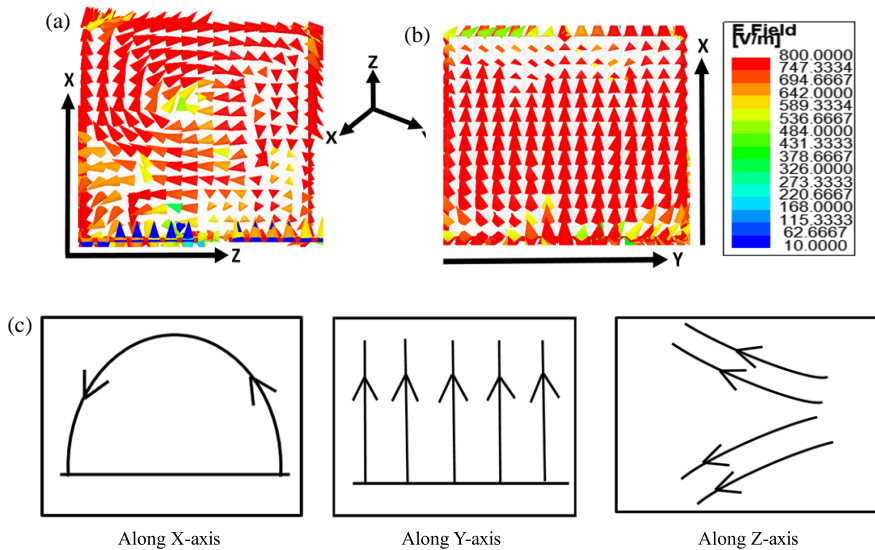 (a)
X
Z
Z
X
(b)
X
Y
E Field
[V/m]
800.0000
747.3334
694.6667
642.0000
589.3334
536.6667
484.0000
431.3333
378.6667
326.0000
273.3333
220.6667
168.0000
115.3333
62.6667
10.0000
(c)
Along X-axis
Along Y-axis
Along Z-axis